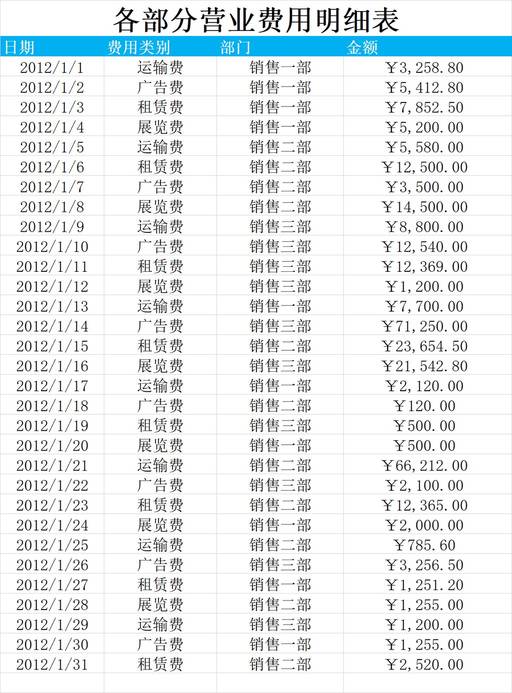 各部分营业费用明细表
日期 费用类别 部门 金额
2012/1/1 运输费 销售一部 ￥3,258.80
2012/1/2 广告费 销售一部 ￥5,412.80
2012/1/3 租赁费 销售一部 ￥7,852.50
2012/1/4 展览费 销售一部 ￥5,200.00
2012/1/5 运输费 销售二部 ￥5,580.00
2012/1/6 租赁费 销售二部 ￥12,500.00
2012/1/7 广告费 销售二部 ￥3,500.00
2012/1/8 展览费 销售二部 ￥14,500.00
2012/1/9 运输费 销售三部 ￥8,800.00
2012/1/10 广告费 销售三部 ￥12,540.00
2012/1/11 租赁费 销售三部 ￥12,369.00
2012/1/12 展览费 销售三部 ￥1,200.00
2012/1/13 运输费 销售一部 ￥7,700.00
2012/1/14 广告费 销售三部 ￥71,250.00
2012/1/15 租赁费 销售二部 ￥23,654.50
2012/1/16 展览费 销售三部 ￥21,542.80
2012/1/17 运输费 销售一部 ￥2,120.00
2012/1/18 广告费 销售二部 ￥120.00
2012/1/19 租赁费 销售三部 ￥500.00
2012/1/20 展览费 销售一部 ￥500.00
2012/1/21 运输费 销售二部 ￥66,212.00
2012/1/22 广告费 销售三部 ￥2,100.00
2012/1/23 租赁费 销售二部 ￥12,365.00
2012/1/24 展览费 销售一部 ￥2,000.00
2012/1/25 运输费 销售二部 ￥785.60
2012/1/26 广告费 销售三部 ￥3,256.50
2012/1/27 租赁费 销售一部 ￥1,251.20
2012/1/28 展览费 销售二部 ￥1,255.00
2012/1/29 运输费 销售三部 ￥1,200.00
2012/1/30 广告费 销售一部 ￥1,255.00
2012/1/31 租赁费 销售二部 ￥2,520.00